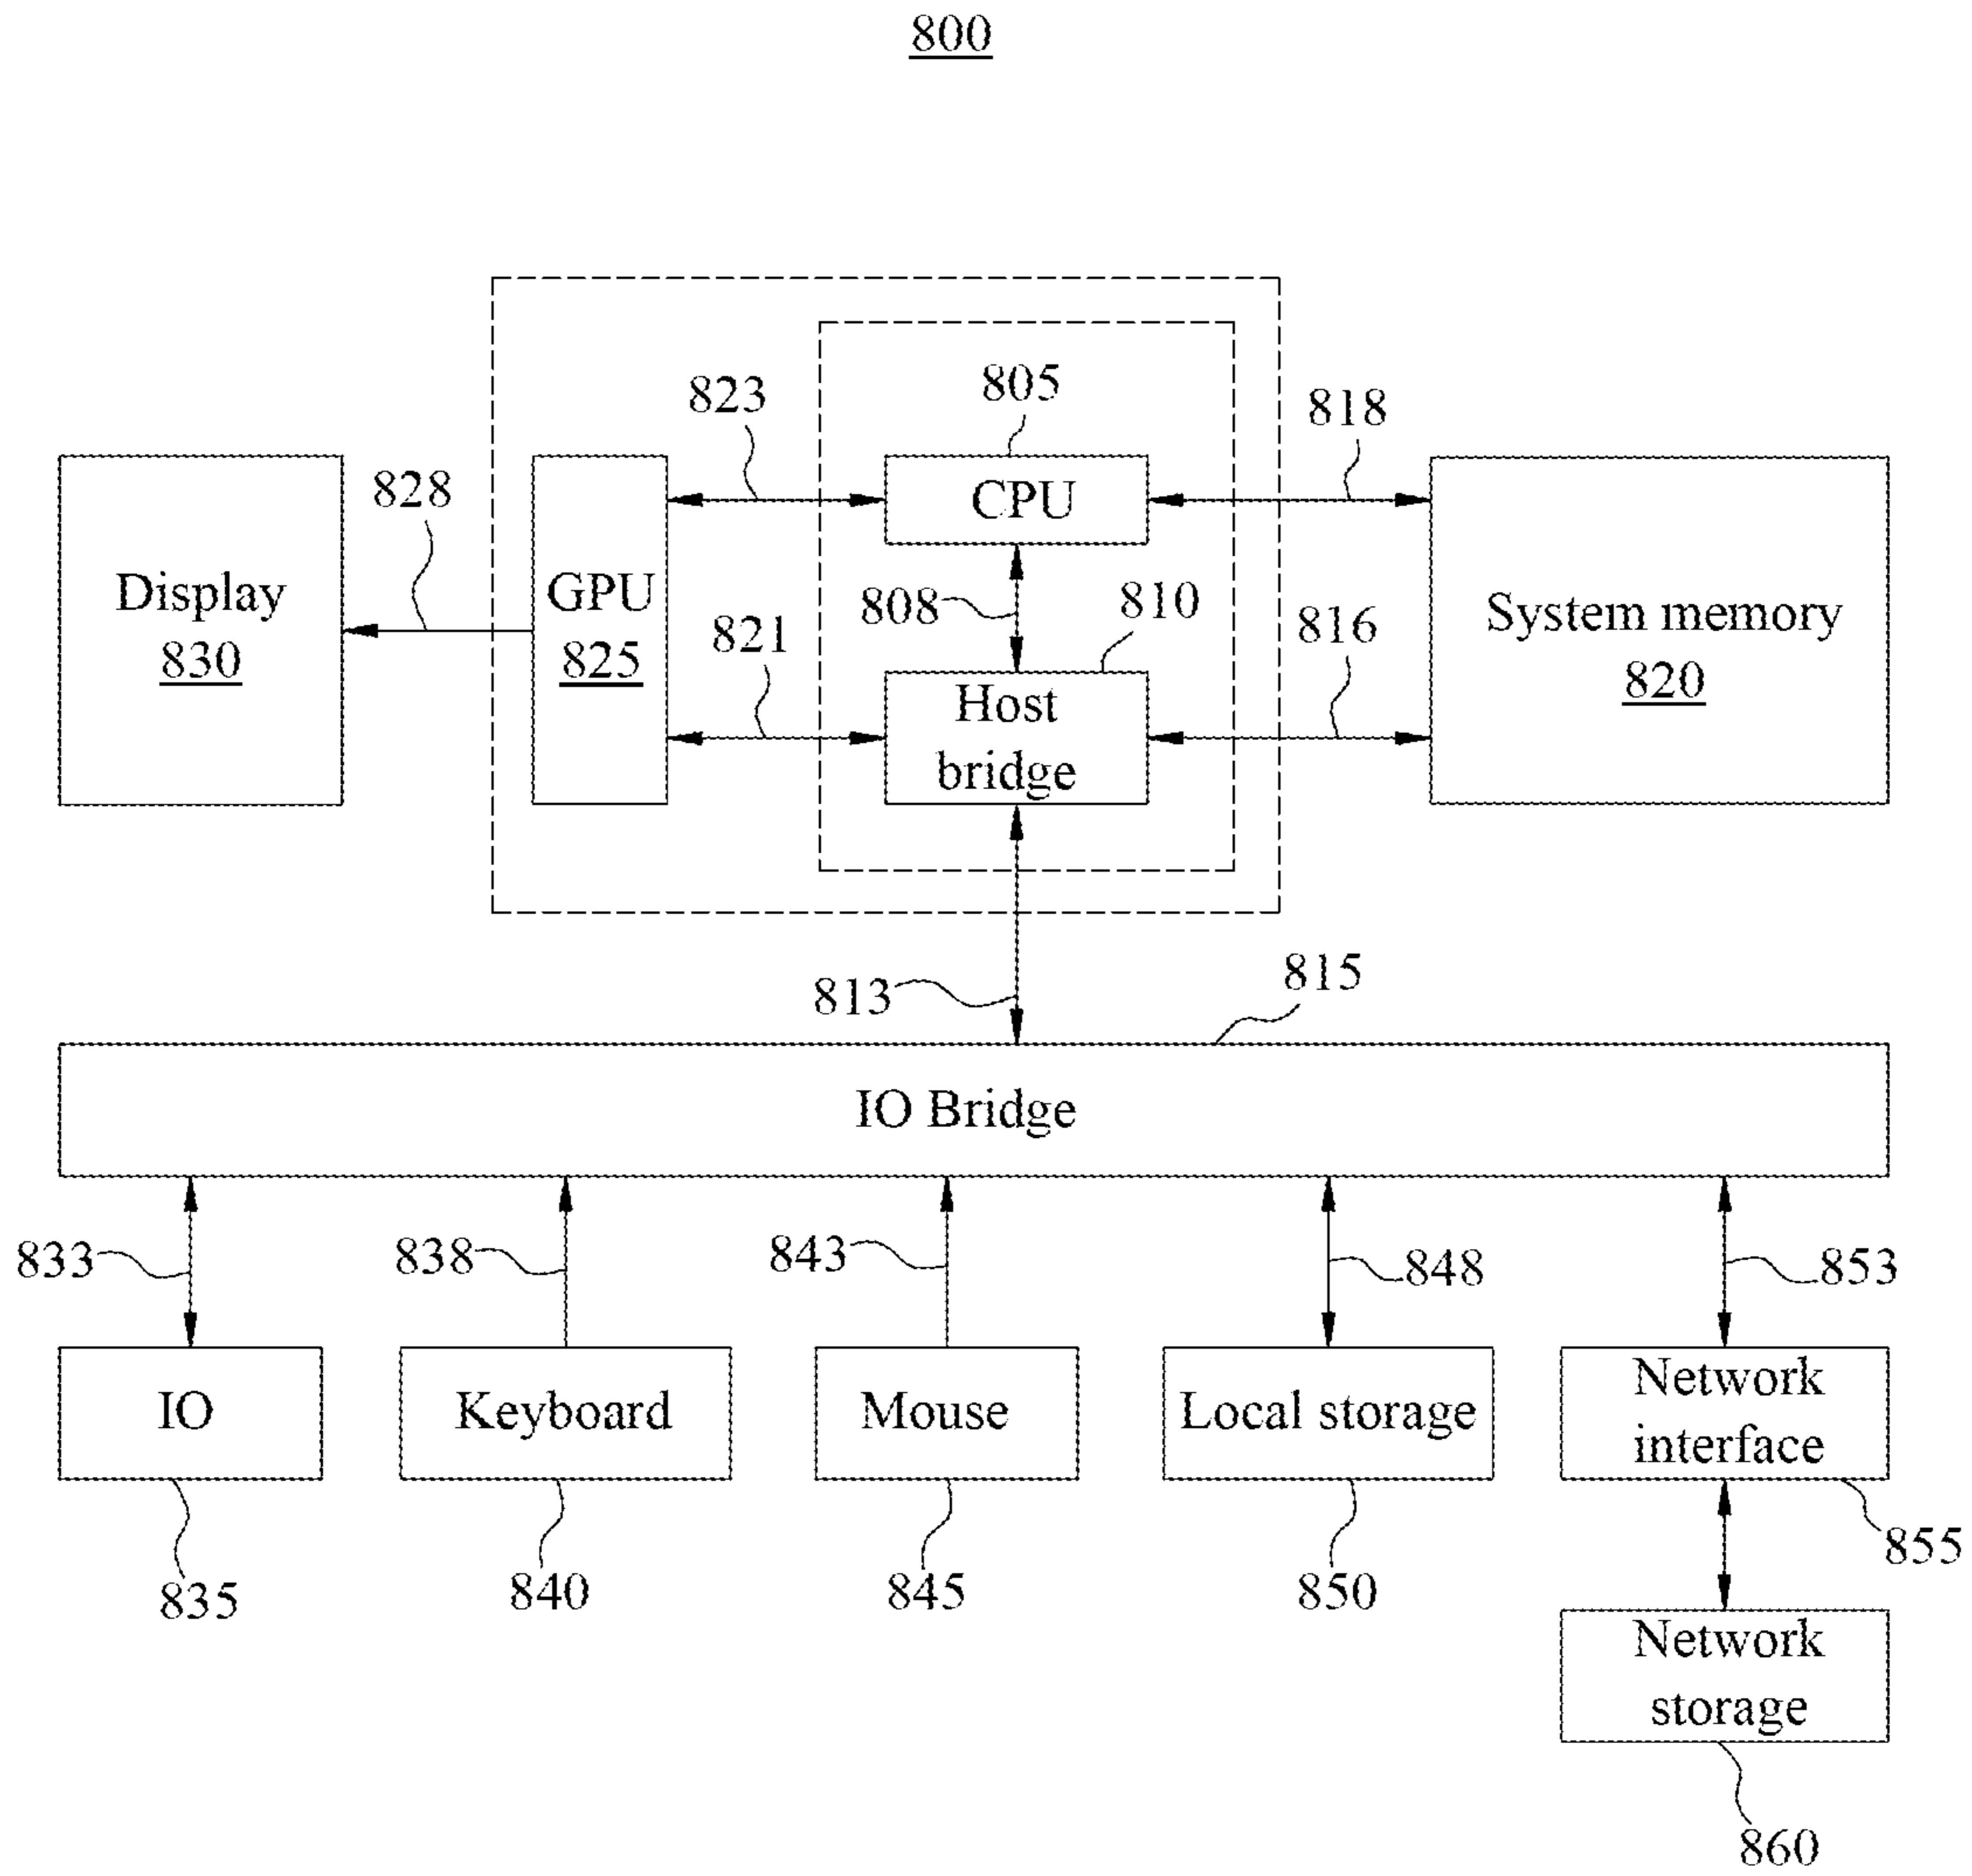 800
805
823
818
828
CPU
Display
830
GPU
825
808
810
821
816
System memory
820
Host
bridge
813
815
IO Bridge
833
838
843
848
853
IO
Keyboard
Mouse
Local storage
Network
interface
835
840
845
850
855
Network
storage
860